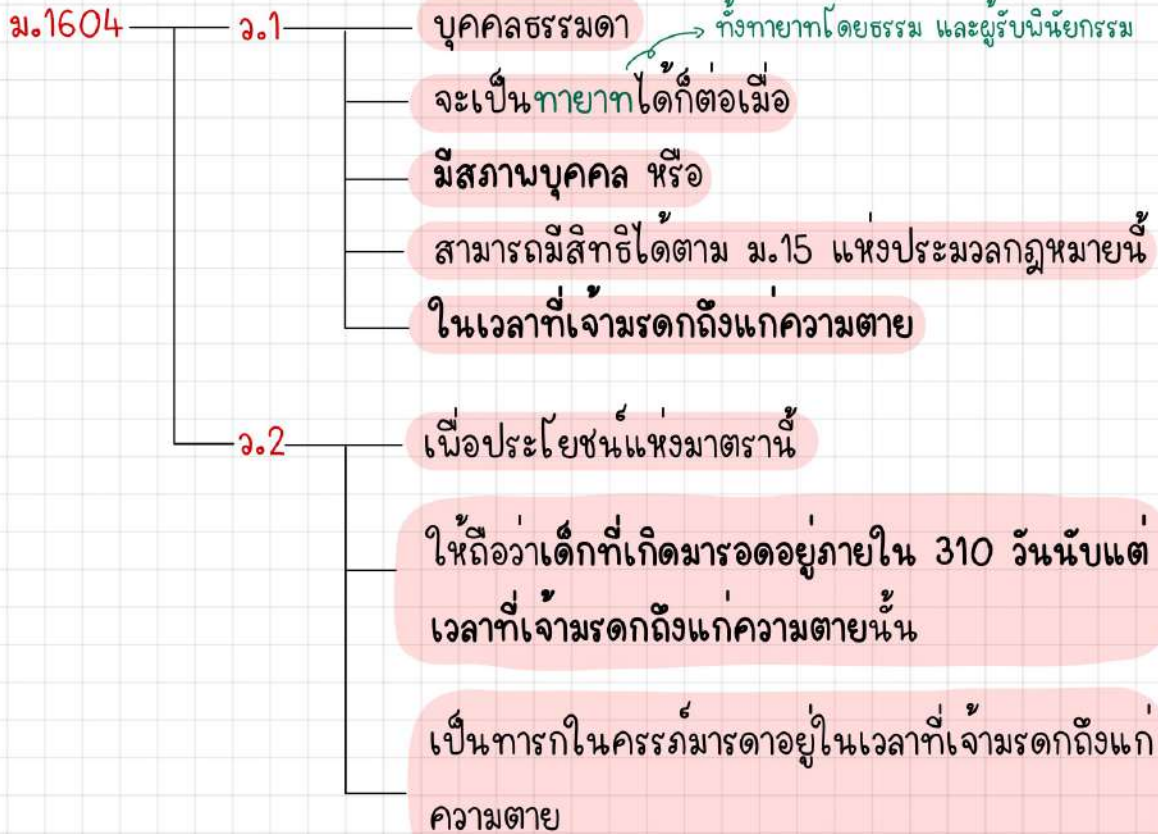 ม.1604
ว.1
บุคคลธรรมดา
ทั้งทายาทโดยธรรม และผู้รับพินัยกรรม
จะเป็นทายาทได้ก็ต่อเมื่อ
มีสภาพบุคคล หรือ
สามารถมีสิทธิได้ตาม ม.15 แห่งประมวลกฎหมายนี้
ในเวลาที่เจ้ามรดกถึงแก่ความตาย
ว.2
เพื่อประโยชน์แห่งมาตรานี้
ให้ถือว่าเด็กที่เกิดมารอดอยู่ภายใน 310 วันนับแต่
เวลาที่เจ้ามรดกถึงแก่ความตายนั้น
เป็นทารกในครรภ์มารดาอยู่ในเวลาที่เจ้ามรดกถึงแก่
ความตาย